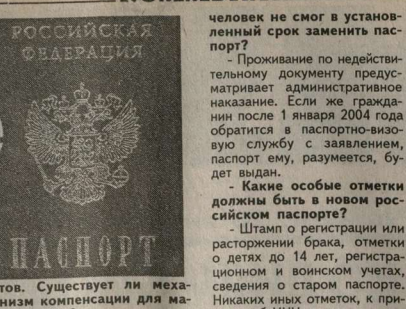 РОССИЙСКАЯ
ФЕДЕРАЦИЯ
ПАСПОРТ
тов. Существует ли меха-
низм компенсации для ма-
человек не смог в установ-
ленный срок заменить пас-
порт?
- Проживание по недействи-
тельному документу предус-
матривает административное
наказание. Если же гражда-
нин после 1 января 2004 года
обратится в паспортно-визо-
вую службу с заявлением,
паспорт ему, разумеется, бу-
дет выдан.
- Какие особые отметки
должны быть в новом рос-
сийском паспорте?
- Штамп о регистрации или
расторжении брака, отметки
о детях до 14 лет, регистра-
ционном и воинском учетах,
сведения о старом паспорте.
Никаких иных отметок, к при-